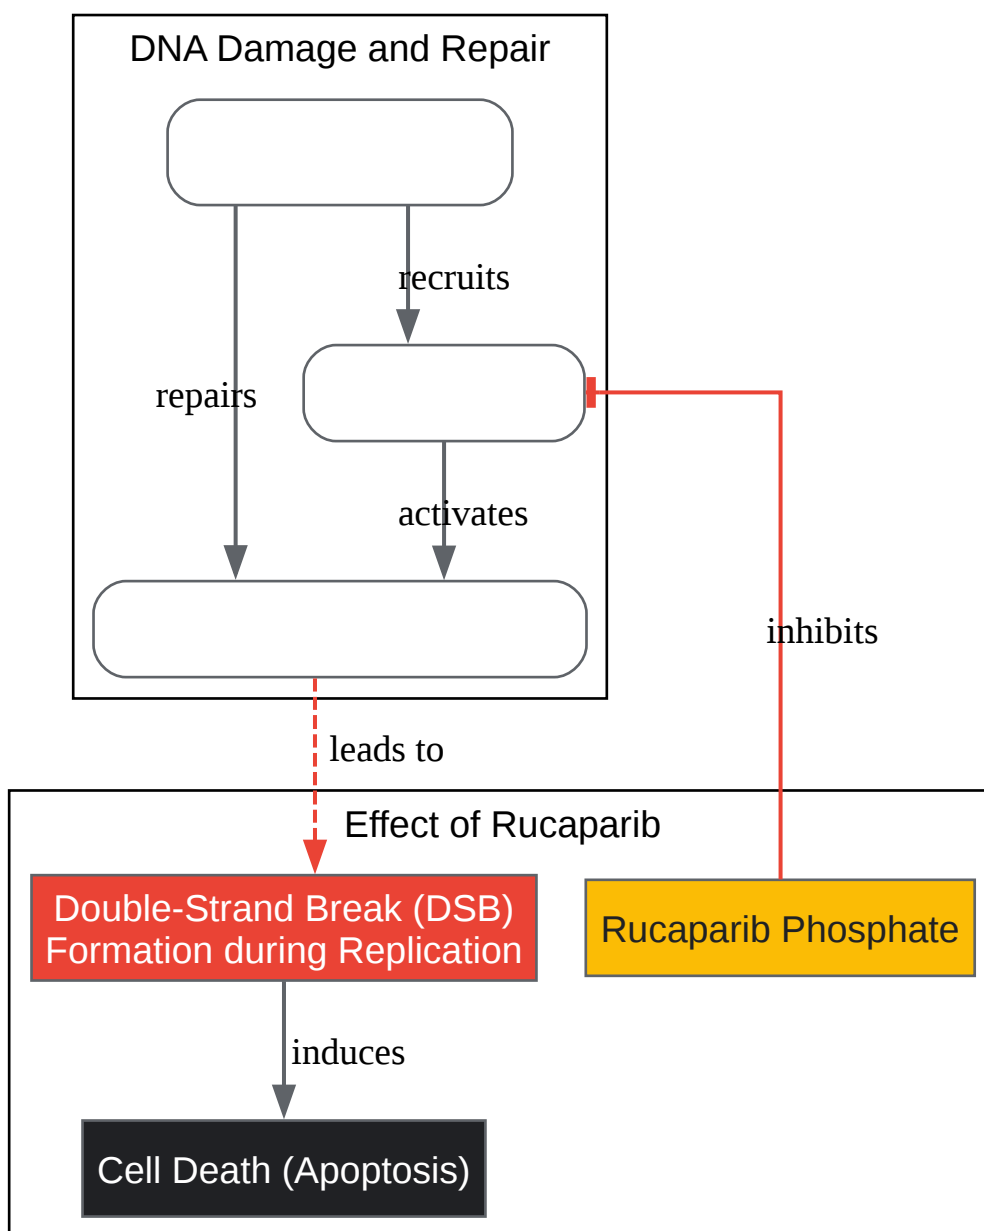 DNA Damage and Repair
recruits
repairs
activates
inhibits
leads to
Effect of Rucaparib
Double-Strand Break (DSB)
Formation during Replication
Rucaparib Phosphate
induces
Cell Death (Apoptosis)